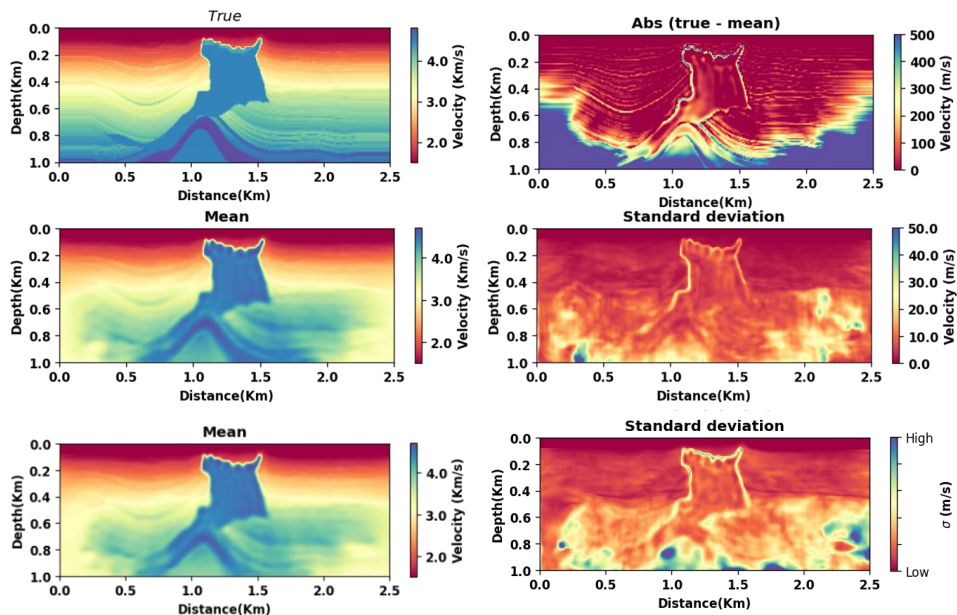 True
Abs (true - mean)
Depth(Km)
0.0
0.2
0.4
0.6
0.8
1.0
0.0 0.5 1.0 1.5 2.0 2.5
Distance(Km)
4.0
3.0
2.0
Velocity (Km/s)
Depth(Km)
0.0
0.2
0.4
0.6
0.8
1.0
0.0 0.5 1.0 1.5 2.0 2.5
Distance(Km)
500
400
300
200
100
0
Velocity (m/s)
Mean
Standard deviation
Depth(Km)
0.0
0.2
0.4
0.6
0.8
1.0
0.0 0.5 1.0 1.5 2.0 2.5
Distance(Km)
4.0
3.0
2.0
Velocity (Km/s)
Depth(Km)
0.0
0.2
0.4
0.6
0.8
1.0
0.0 0.5 1.0 1.5 2.0 2.5
Distance(Km)
50.0
40.0
30.0
20.0
10.0
0.0
Velocity (m/s)
Mean
Standard deviation
Depth(Km)
0.0
0.2
0.4
0.6
0.8
1.0
0.0 0.5 1.0 1.5 2.0 2.5
Distance(Km)
4.0
3.0
2.0
Velocity (Km/s)
Depth(Km)
0.0
0.2
0.4
0.6
0.8
1.0
0.0 0.5 1.0 1.5 2.0 2.5
Distance(Km)
High
Low
σ (m/s)